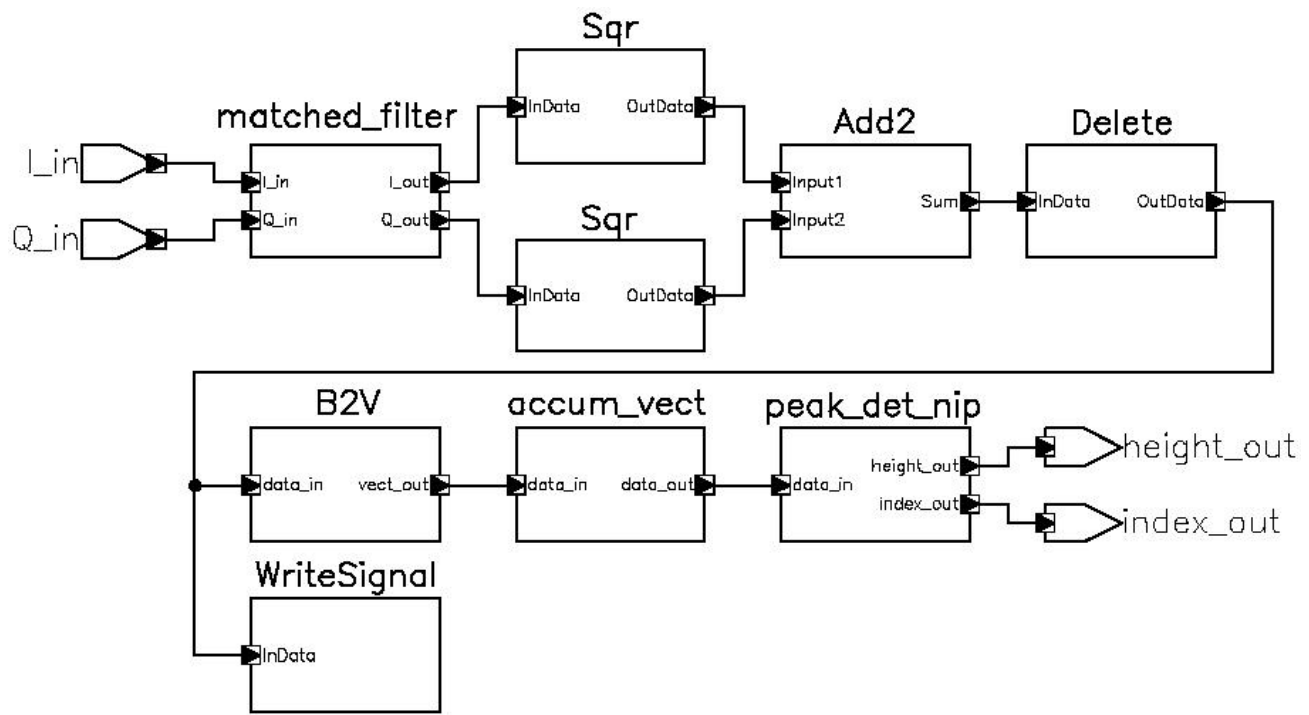 Sqr
InData OutData
matched_filter
I_in
I_in I_out
Q_in
Q_in Q_out
Sqr
InData OutData
Add2
Input1
Sum
Input2
Delete
InData OutData
B2V
data_in vect_out
accum_vect
data_in data_out
peak_det_nip
height_out
data_in
index_out
height_out
index_out
WriteSignal
InData